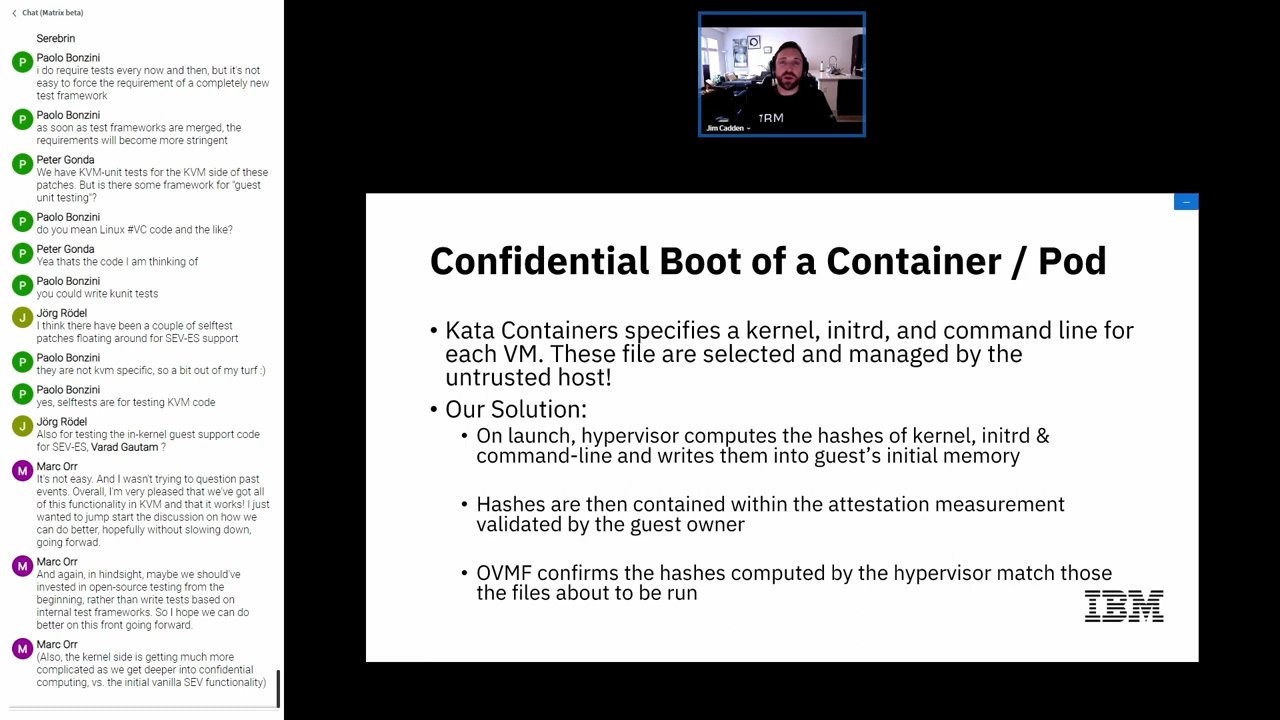 Chat (Matrix beta)
Serebrin
P
Paolo Bonzini
i do require tests every now and then, but it's not
easy to force the requirement of a completely new
test framework
P
Paolo Bonzini
as soon as test frameworks are merged, the
requirements will become more stringent
P
Peter Gonda
We have KVM-unit tests for the KVM side of these
patches. But is there some framework for "guest
unit testing"?
P
Paolo Bonzini
do you mean Linux #VC code and the like?
P
Peter Gonda
Yea thats the code I am thinking of
P
Paolo Bonzini
you could write kunit tests
J
Jörg Rödel
I think there have been a couple of selftest
patches floating around for SEV-ES support
P
Paolo Bonzini
they are not kvm specific, so a bit out of my turf :)
P
Paolo Bonzini
yes, selftests are for testing KVM code
J
Jörg Rödel
Also for testing the in-kernel guest support code
for SEV-ES, Varad Gautam ?
M
Marc Orr
It's not easy. And I wasn't trying to question past
events. Overall, I'm very pleased that we've got all
of this functionality in KVM and that it works! I just
wanted to jump start the discussion on how we
can do better, hopefully without slowing down,
going forwad.
M
Marc Orr
And again, in hindsight, maybe we should've
invested in open-source testing from the
beginning, rather than write tests based on
internal test frameworks. So I hope we can do
better on this front going forward.
M
Marc Orr
(Also, the kernel side is getting much more
complicated as we get deeper into confidential
computing, vs. the initial vanilla SEV functionality)
IBM
Jim Cadden
Confidential Boot of a Container / Pod
• Kata Containers specifies a kernel, initrd, and command line for
each VM. These file are selected and managed by the
untrusted host!
• Our Solution:
• On launch, hypervisor computes the hashes of kernel, initrd &
command-line and writes them into guest's initial memory
• Hashes are then contained within the attestation measurement
validated by the guest owner
• OVMF confirms the hashes computed by the hypervisor match those
the files about to be run
IBM